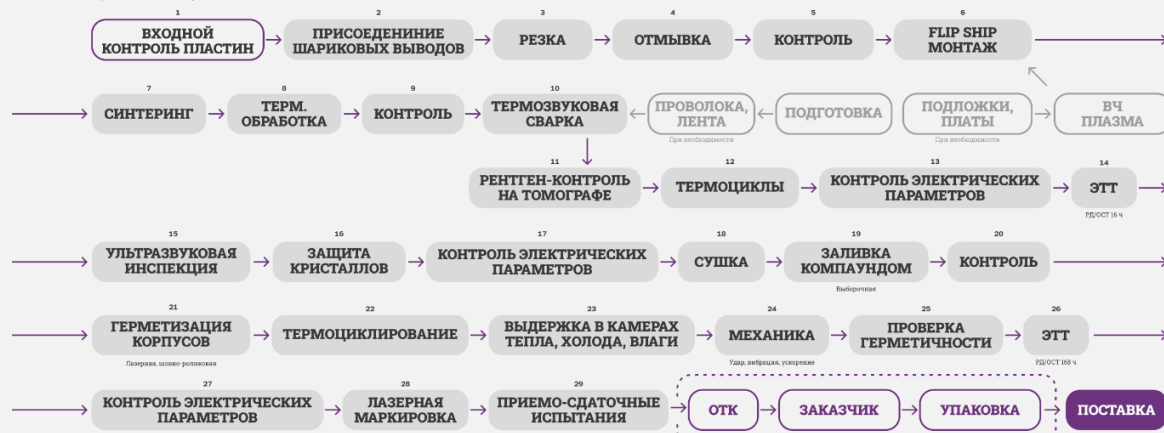 1
ВХОДНОЙ
КОНТРОЛЬ ПЛАСТИН
2
ПРИСОЕДЕНИНИЕ
ШАРИКОВЫХ ВЫВОДОВ
3
РЕЗКА
4
ОТМЫВКА
5
КОНТРОЛЬ
6
FLIP SHIP
МОНТАЖ
7
СИНТЕРИНГ
8
ТЕРМ.
ОБРАБОТКА
9
КОНТРОЛЬ
10
ТЕРМОЗВУКОВАЯ
СВАРКА
ПРОВОЛОКА,
ЛЕНТА
При необходимости
ПОДГОТОВКА
ПОДЛОЖКИ,
ПЛАТЫ
При необходимости
ВЧ
ПЛАЗМА
11
РЕНТГЕН-КОНТРОЛЬ
НА ТОМОГРАФЕ
12
ТЕРМОЦИКЛЫ
13
КОНТРОЛЬ ЭЛЕКТРИЧЕСКИХ
ПАРАМЕТРОВ
14
ЭТТ
РД/ОСТ 16 ч
15
УЛЬТРАЗВУКОВАЯ
ИНСПЕКЦИЯ
16
ЗАЩИТА
КРИСТАЛЛОВ
17
КОНТРОЛЬ ЭЛЕКТРИЧЕСКИХ
ПАРАМЕТРОВ
18
СУШКА
19
ЗАЛИВКА
КОМПАУНДОМ
Выборочная
20
КОНТРОЛЬ
21
ГЕРМЕТИЗАЦИЯ
КОРПУСОВ
Лазерная, шовно-роликовая
22
ТЕРМОЦИКЛИРОВАНИЕ
23
ВЫДЕРЖКА В КАМЕРАХ
ТЕПЛА, ХОЛОДА, ВЛАГИ
24
МЕХАНИКА
Удар, вибрация, ускорение
25
ПРОВЕРКА
ГЕРМЕТИЧНОСТИ
26
ЭТТ
РД/ОСТ 168 ч
27
КОНТРОЛЬ ЭЛЕКТРИЧЕСКИХ
ПАРАМЕТРОВ
28
ЛАЗЕРНАЯ
МАРКИРОВКА
29
ПРИЕМО-СДАТОЧНЫЕ
ИСПЫТАНИЯ
ОТК
ЗАКАЗЧИК
УПАКОВКА
ПОСТАВКА